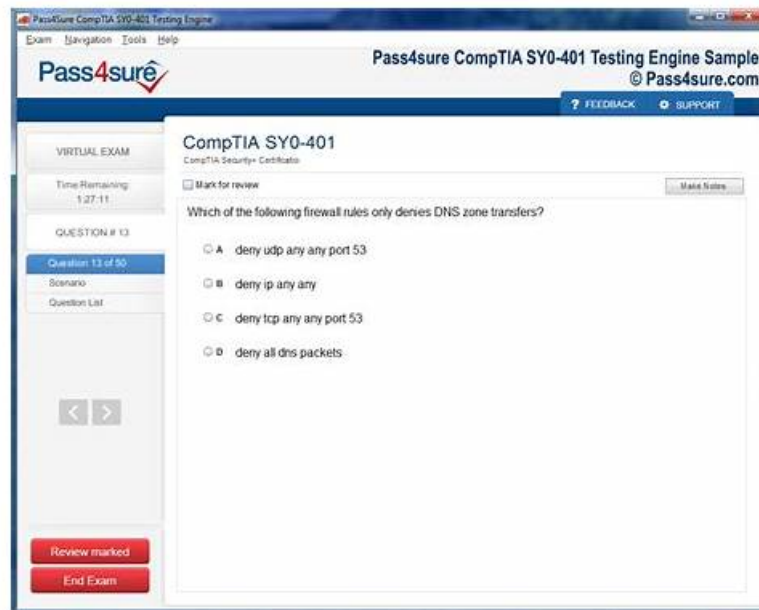 Pass4Sure CompTIA SY0-401 Testing Engine
Exam Navigation Tools Help
Pass4surê
Pass4sure CompTIA SY0-401 Testing Engine Sample
© Pass4sure.com
? FEEDBACK SUPPORT
VIRTUAL EXAM
Time Remaining
1:27:11
QUESTION # 13
Question 13 of 50
Scenario
Question List
Review marked
End Exam
CompTIA SY0-401
CompTIA Security+ Certificatio
Mark for review
Make Notes
Which of the following firewall rules only denies DNS zone transfers?
A deny udp any any port 53
B deny ip any any
C deny tcp any any port 53
D deny all dns packets